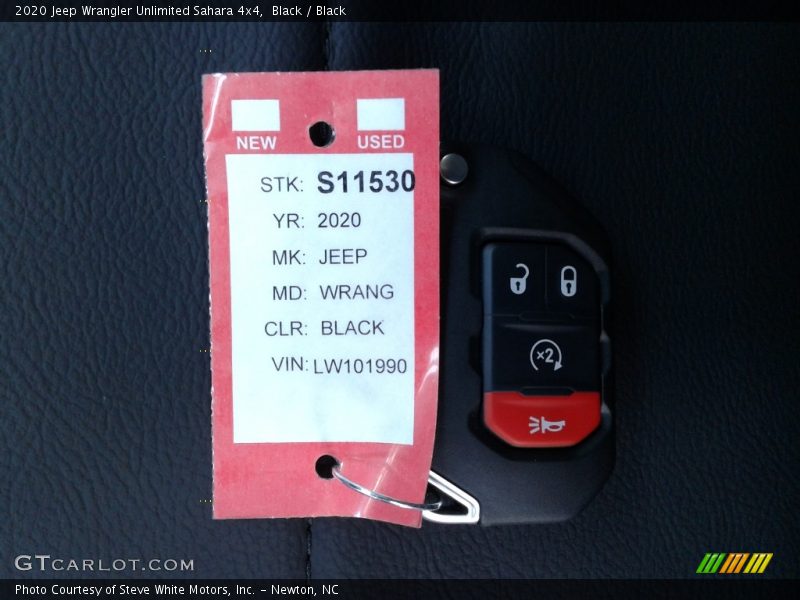 2020 Jeep Wrangler Unlimited Sahara 4x4, Black / Black
NEW
USED
STK: S11530
YR: 2020
MK: JEEP
MD: WRANG
CLR: BLACK
VIN: LW101990
×2
GTCARLOT.COM
Photo Courtesy of Steve White Motors, Inc. – Newton, NC